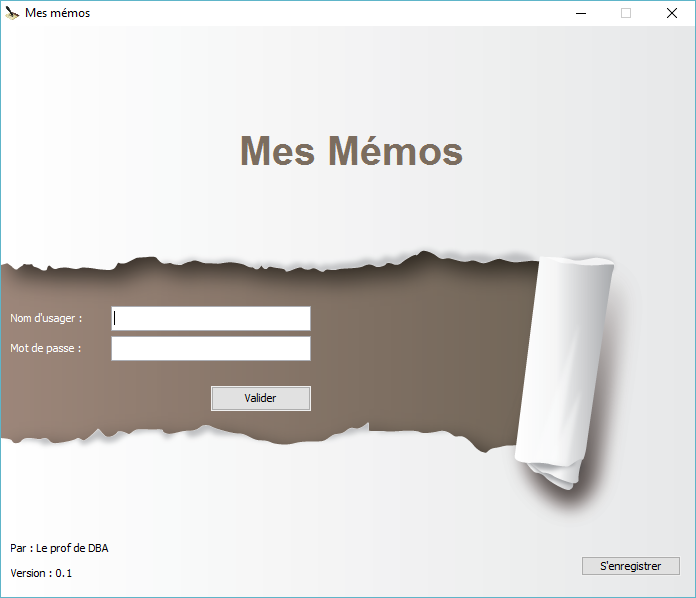 Mes mémos
Mes Mémos
Nom d'usager :
Mot de passe :
Valider
Par : Le prof de DBA
Version : 0.1
S'enregistrer